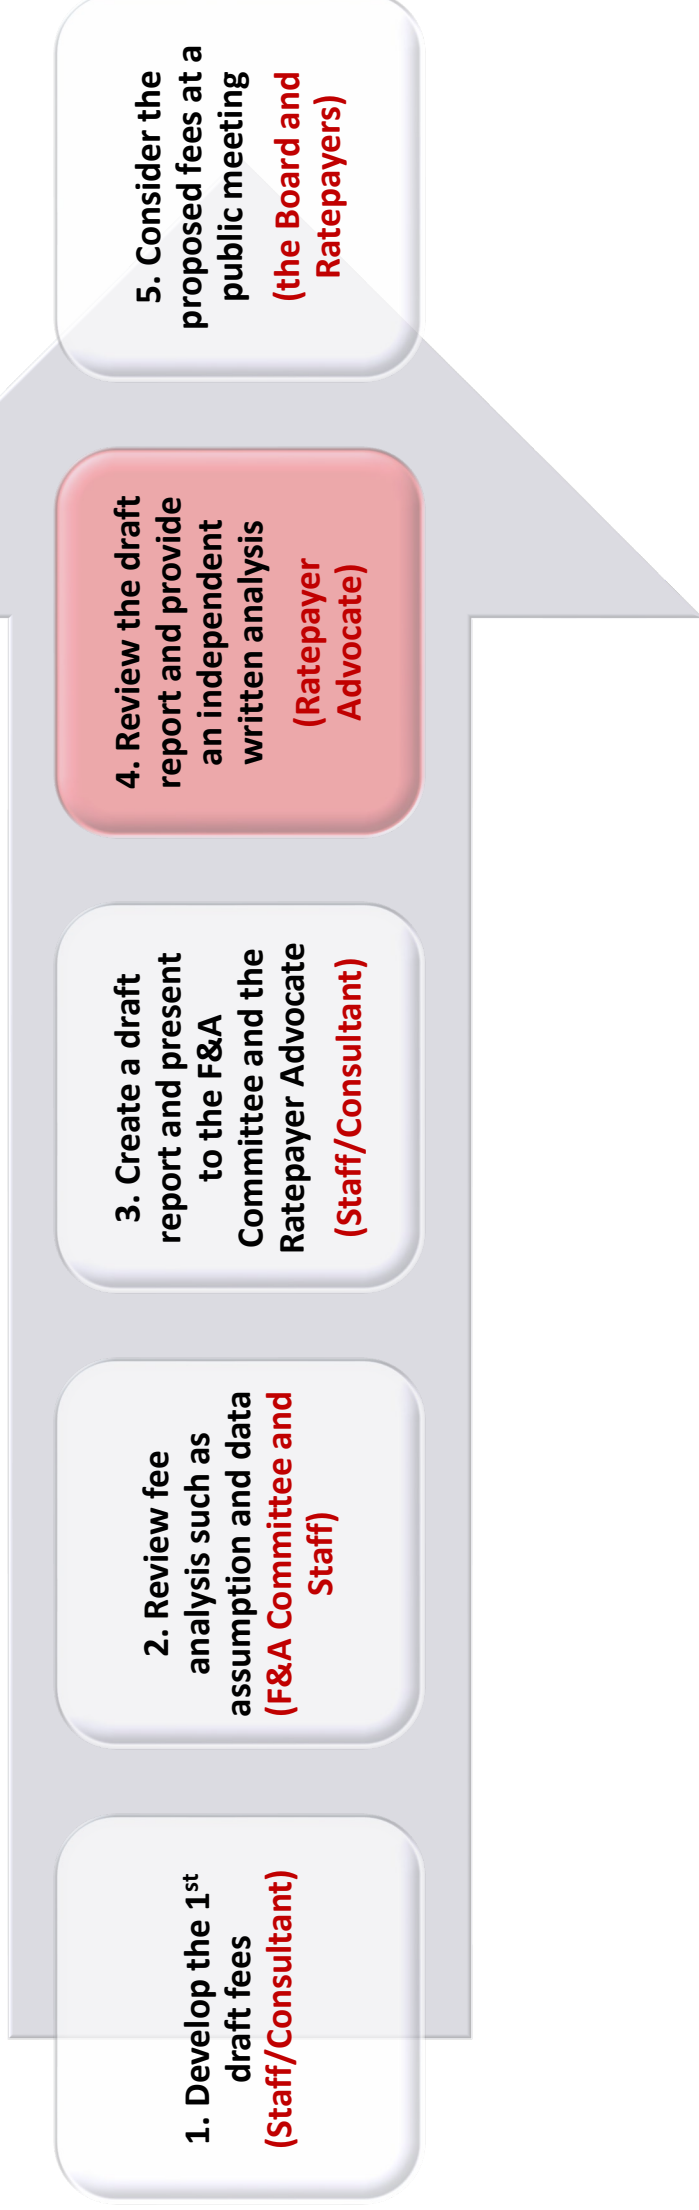 1. Develop the 1st
draft fees
(Staff/Consultant)
2. Review fee
analysis such as
assumption and data
(F&A Committee and
Staff)
3. Create a draft
report and present
to the F&A
Committee and the
Ratepayer Advocate
(Staff/Consultant)
4. Review the draft
report and provide
an independent
written analysis
(Ratepayer
Advocate)
5. Consider the
proposed fees at a
public meeting
(the Board and
Ratepayers)